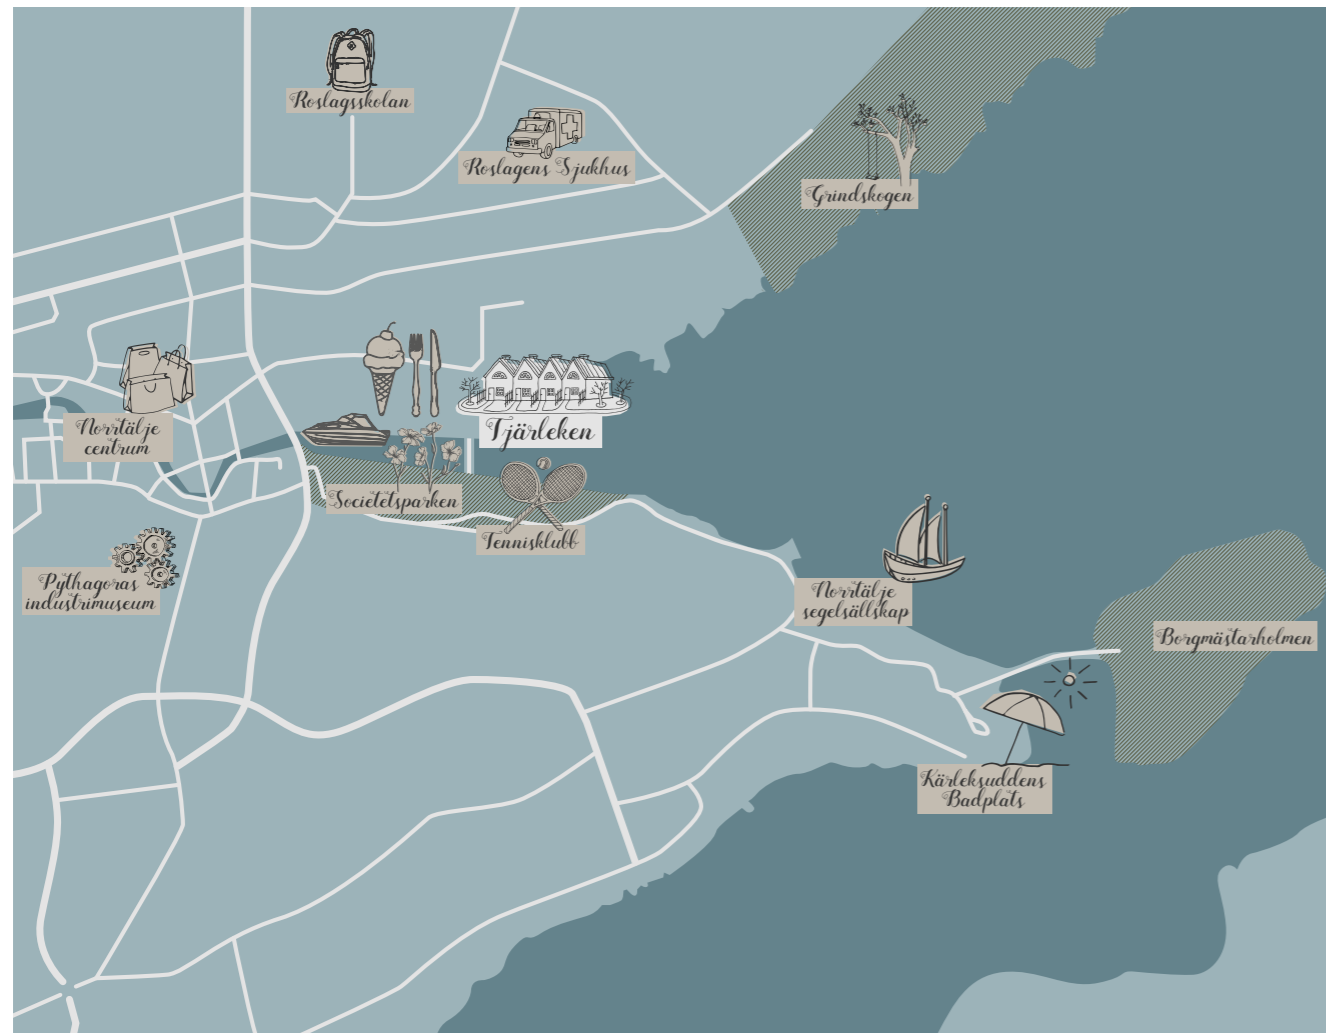 Roslagsskolan
Roslagens Sjukhus
Grindskogen
Norrtälje
centrum
Tjärleken
Societetsparken
Tennisklubb
Pythagoras
industrimuseum
Norrtälje
segelsällskap
Borgmästarholmen
Kärleksuddens
Badplats